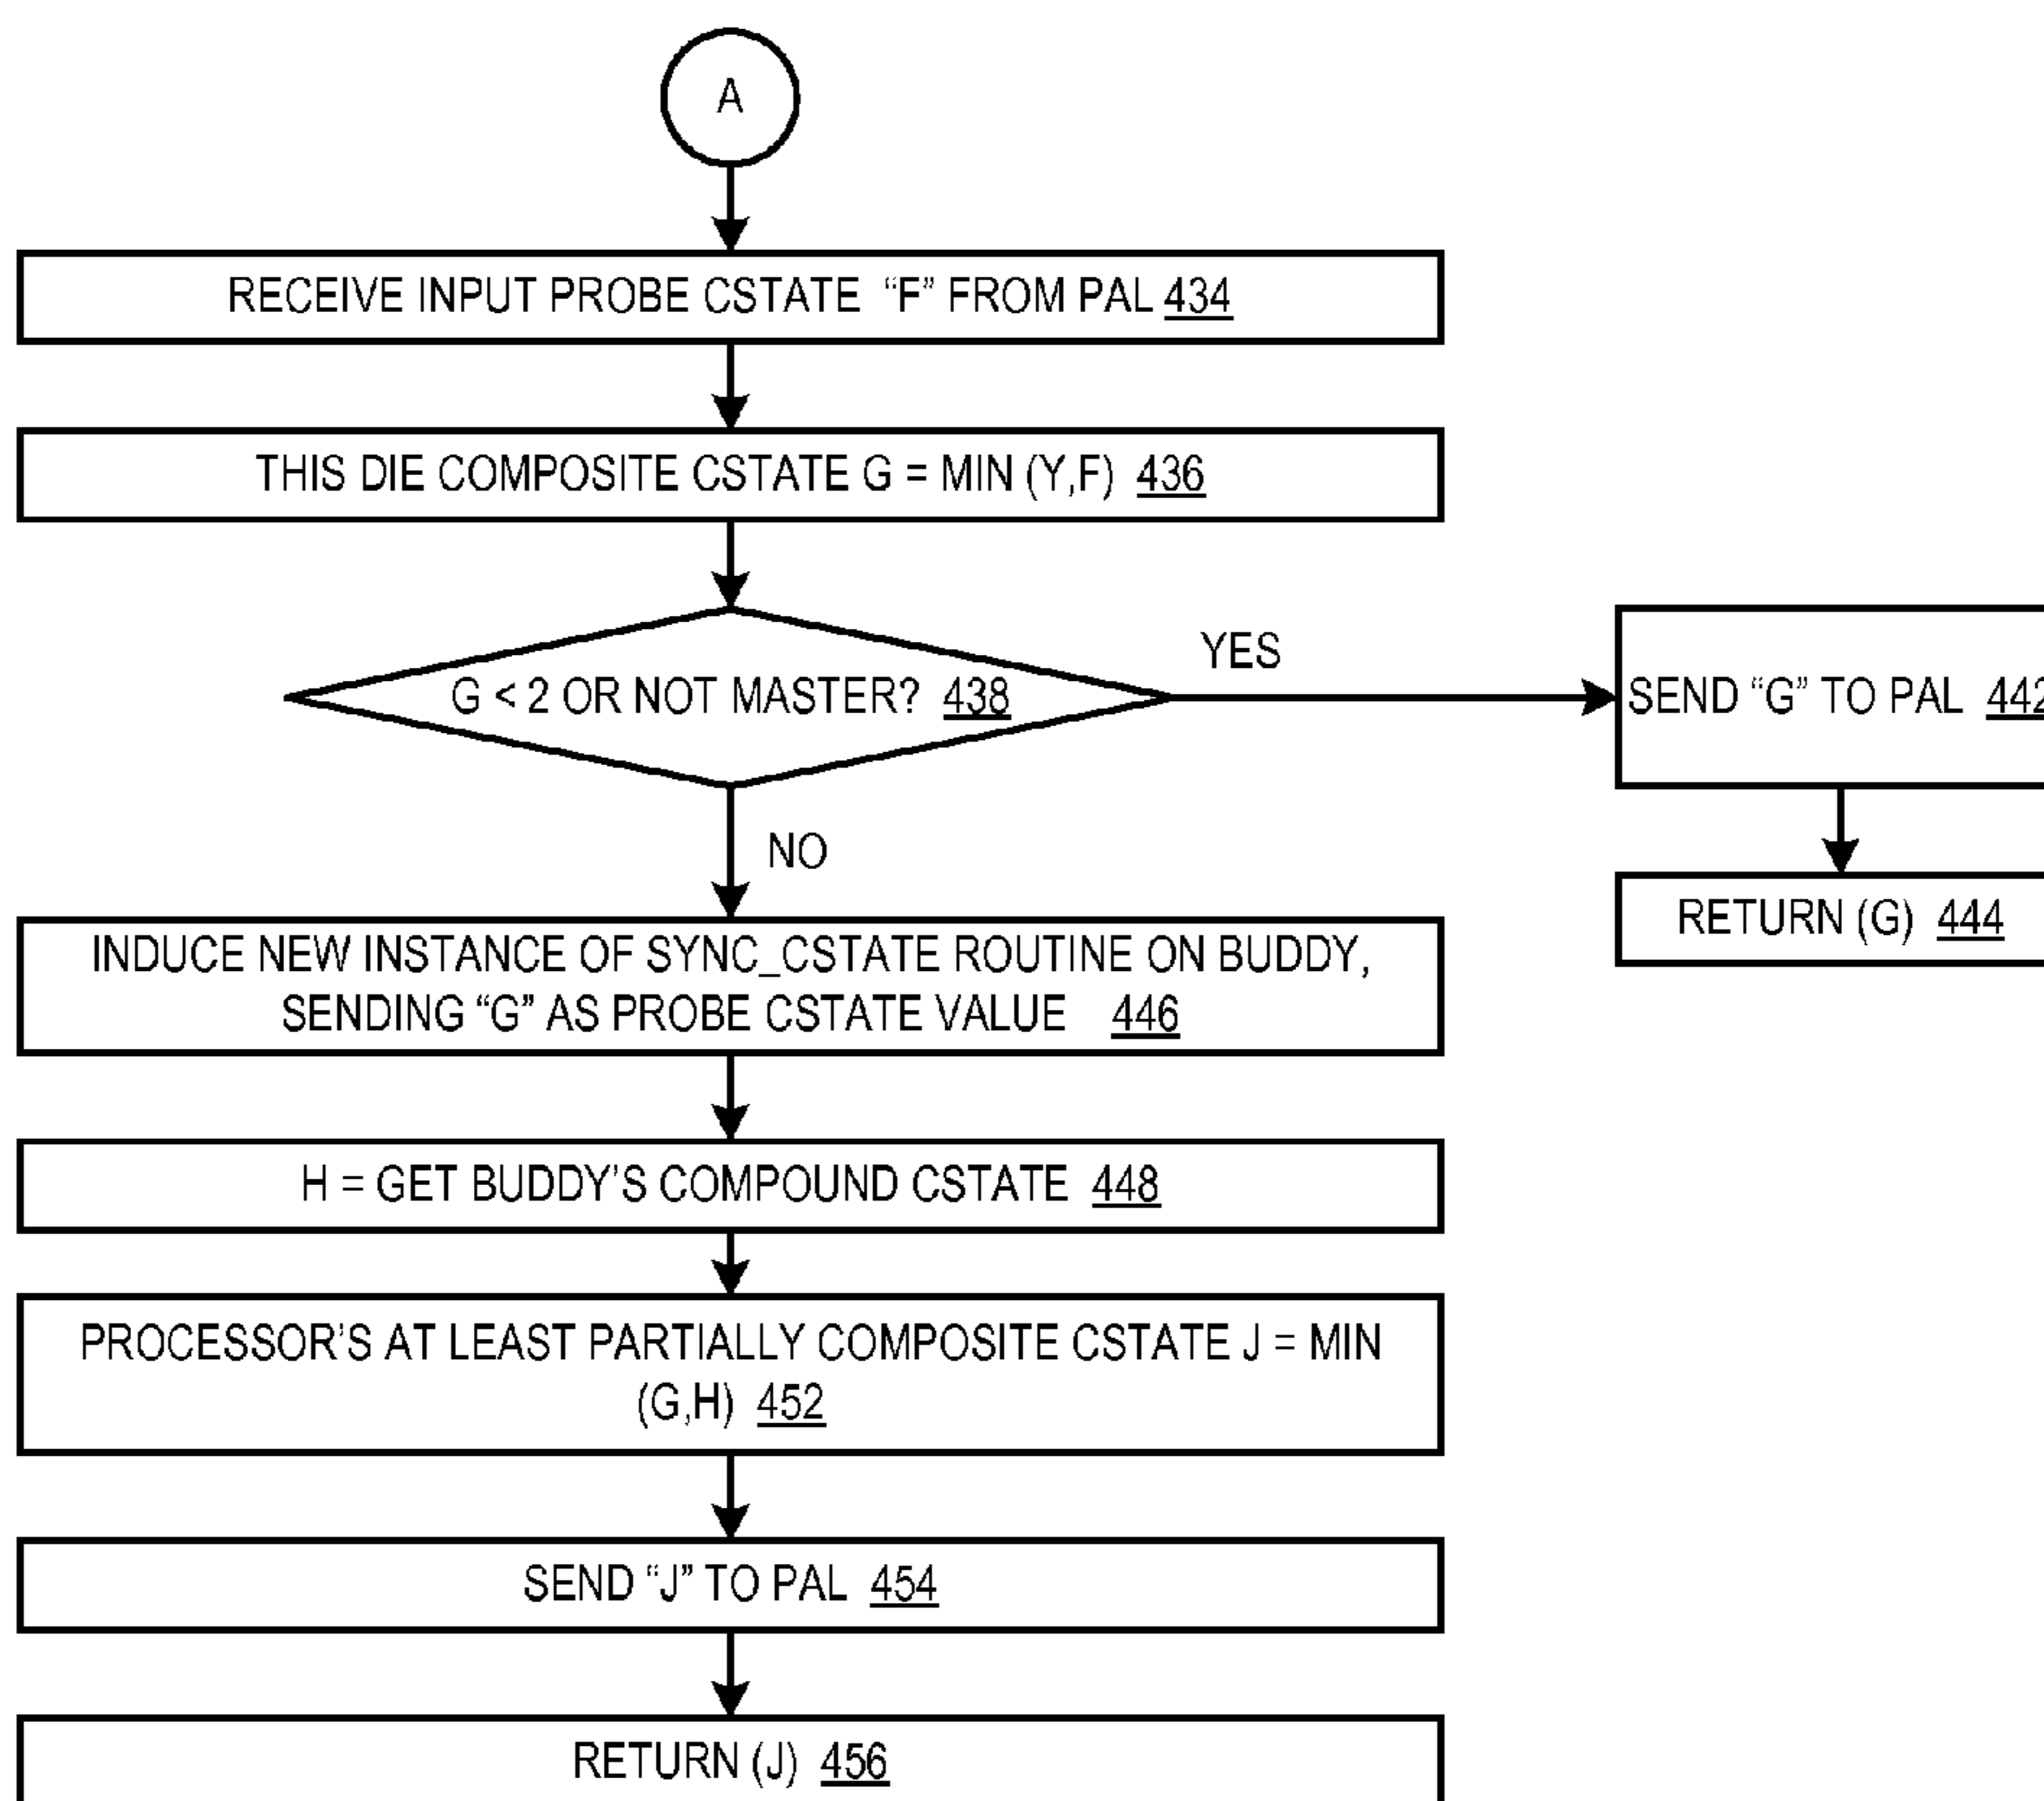 A
RECEIVE INPUT PROBE CSTATE “F” FROM PAL 434
THIS DIE COMPOSITE CSTATE G = MIN (Y,F) 436
G < 2 OR NOT MASTER? 438
YES
SEND “G” TO PAL 442
RETURN (G) 444
NO
INDUCE NEW INSTANCE OF SYNC_CSTATE ROUTINE ON BUDDY,
SENDING “G” AS PROBE CSTATE VALUE 446
H = GET BUDDY’S COMPOUND CSTATE 448
PROCESSOR’S AT LEAST PARTIALLY COMPOSITE CSTATE J = MIN
(G,H) 452
SEND “J” TO PAL 454
RETURN (J) 456